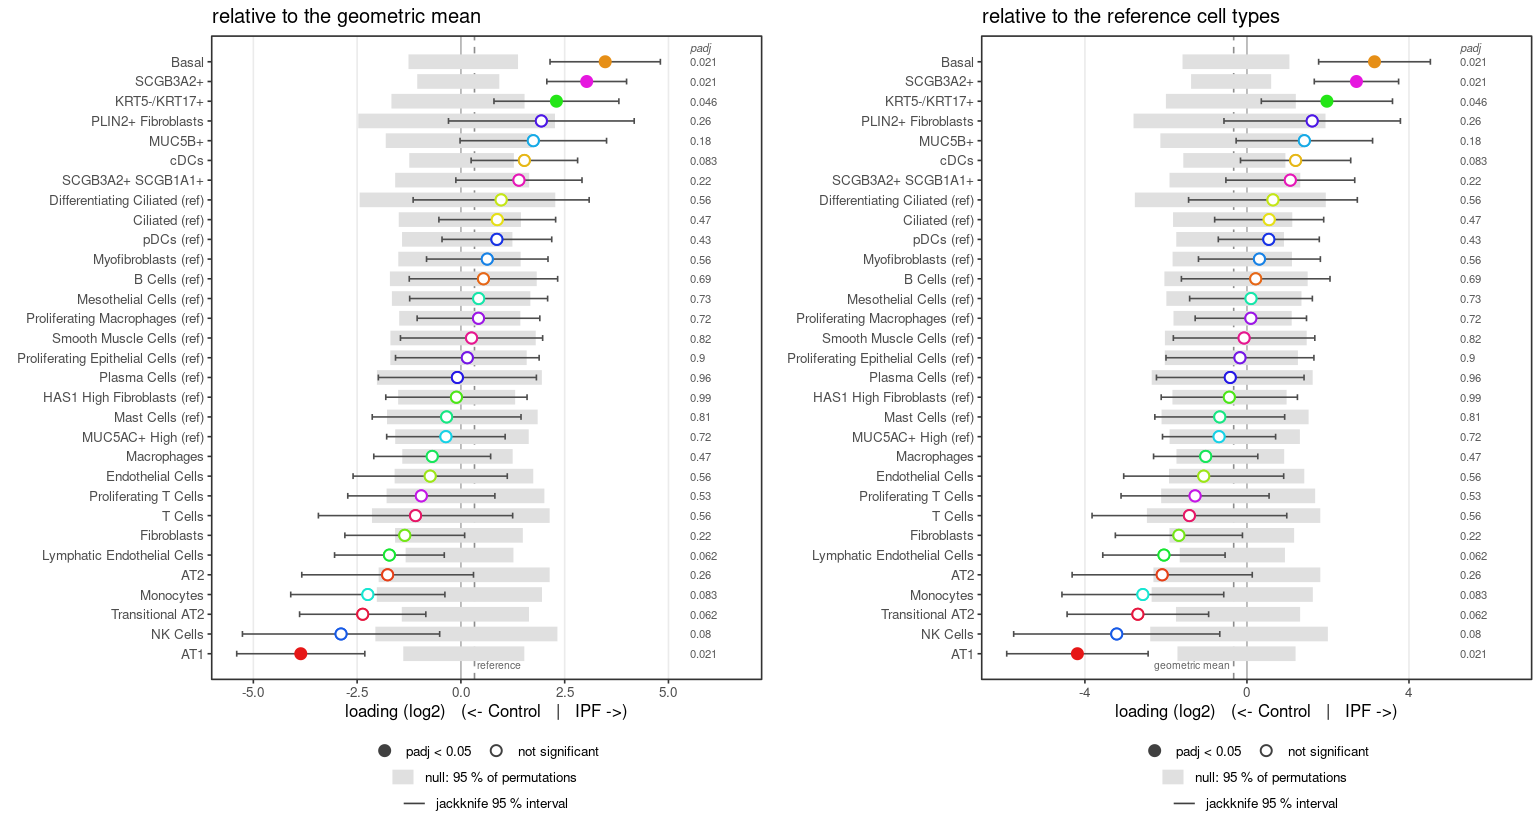 relative to the geometric mean
padj
Basal 0.021
SCGB3A2+ 0.021
KRT5-/KRT17+ 0.046
PLIN2+ Fibroblasts 0.26
MUC5B+ 0.18
cDCs 0.083
SCGB3A2+ SCGB1A1+ 0.22
Differentiating Ciliated (ref) 0.56
Ciliated (ref) 0.47
pDCs (ref) 0.43
Myofibroblasts (ref) 0.56
B Cells (ref) 0.69
Mesothelial Cells (ref) 0.73
Proliferating Macrophages (ref) 0.72
Smooth Muscle Cells (ref) 0.82
Proliferating Epithelial Cells (ref) 0.9
Plasma Cells (ref) 0.96
HAS1 High Fibroblasts (ref) 0.99
Mast Cells (ref) 0.81
MUC5AC+ High (ref) 0.72
Macrophages 0.47
Endothelial Cells 0.56
Proliferating T Cells 0.53
T Cells 0.56
Fibroblasts 0.22
Lymphatic Endothelial Cells 0.062
AT2 0.26
Monocytes 0.083
Transitional AT2 0.062
NK Cells 0.08
AT1 0.021
reference
-5.0 -2.5 0.0 2.5 5.0
loading (log2) (<- Control | IPF ->)
padj < 0.05 not significant
null: 95 % of permutations
jackknife 95 % interval
relative to the reference cell types
padj
Basal 0.021
SCGB3A2+ 0.021
KRT5-/KRT17+ 0.046
PLIN2+ Fibroblasts 0.26
MUC5B+ 0.18
cDCs 0.083
SCGB3A2+ SCGB1A1+ 0.22
Differentiating Ciliated (ref) 0.56
Ciliated (ref) 0.47
pDCs (ref) 0.43
Myofibroblasts (ref) 0.56
B Cells (ref) 0.69
Mesothelial Cells (ref) 0.73
Proliferating Macrophages (ref) 0.72
Smooth Muscle Cells (ref) 0.82
Proliferating Epithelial Cells (ref) 0.9
Plasma Cells (ref) 0.96
HAS1 High Fibroblasts (ref) 0.99
Mast Cells (ref) 0.81
MUC5AC+ High (ref) 0.72
Macrophages 0.47
Endothelial Cells 0.56
Proliferating T Cells 0.53
T Cells 0.56
Fibroblasts 0.22
Lymphatic Endothelial Cells 0.062
AT2 0.26
Monocytes 0.083
Transitional AT2 0.062
NK Cells 0.08
AT1 0.021
geometric mean
-4 0 4
loading (log2) (<- Control | IPF ->)
padj < 0.05 not significant
null: 95 % of permutations
jackknife 95 % interval